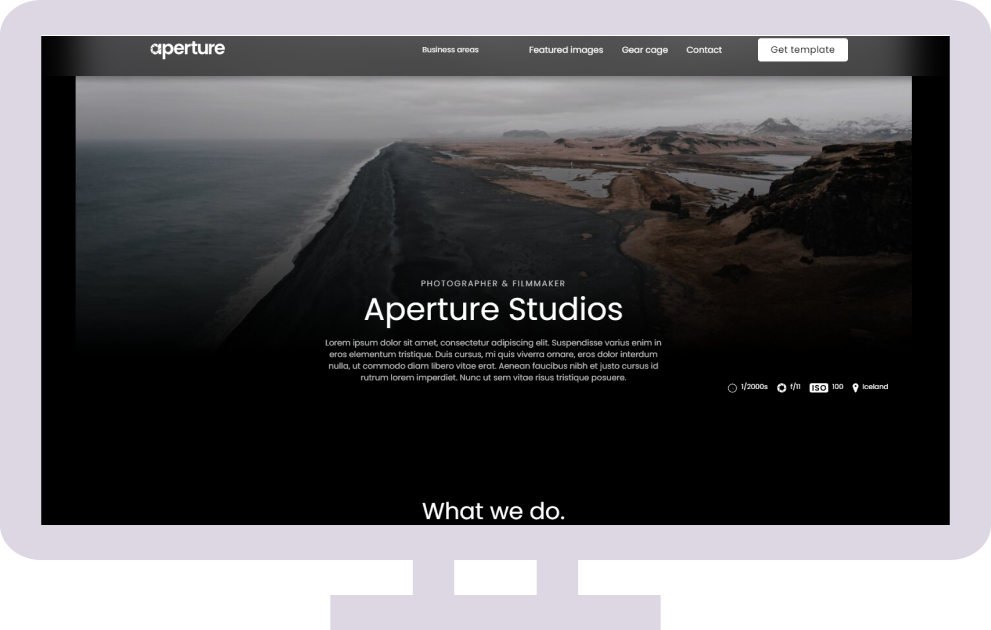 aperture
Business areas
Featured images
Gear cage
Contact
Get template
PHOTOGRAPHER & FILMMAKER
Aperture Studios
Lorem ipsum dolor sit amet, consectetur adipiscing elit. Suspendisse varius enim in
eros elementum tristique. Duis cursus, mi quis viverra ornare, eros dolor interdum
nulla, ut commodo diam libero vitae erat. Aenean faucibus nibh et justo cursus id
rutrum lorem imperdiet. Nunc ut sem vitae risus tristique posuere.
1/2000s f/11 ISO 100 Iceland
What we do.